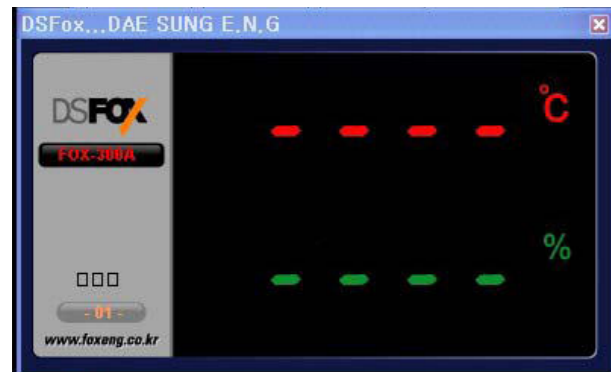 DSFox,,,DAE SUNG E,N,G
DSFOX
FOX-300A
°C
- - - -
%
- - - -
□□□
- 01 -
www.foxeng.co.kr